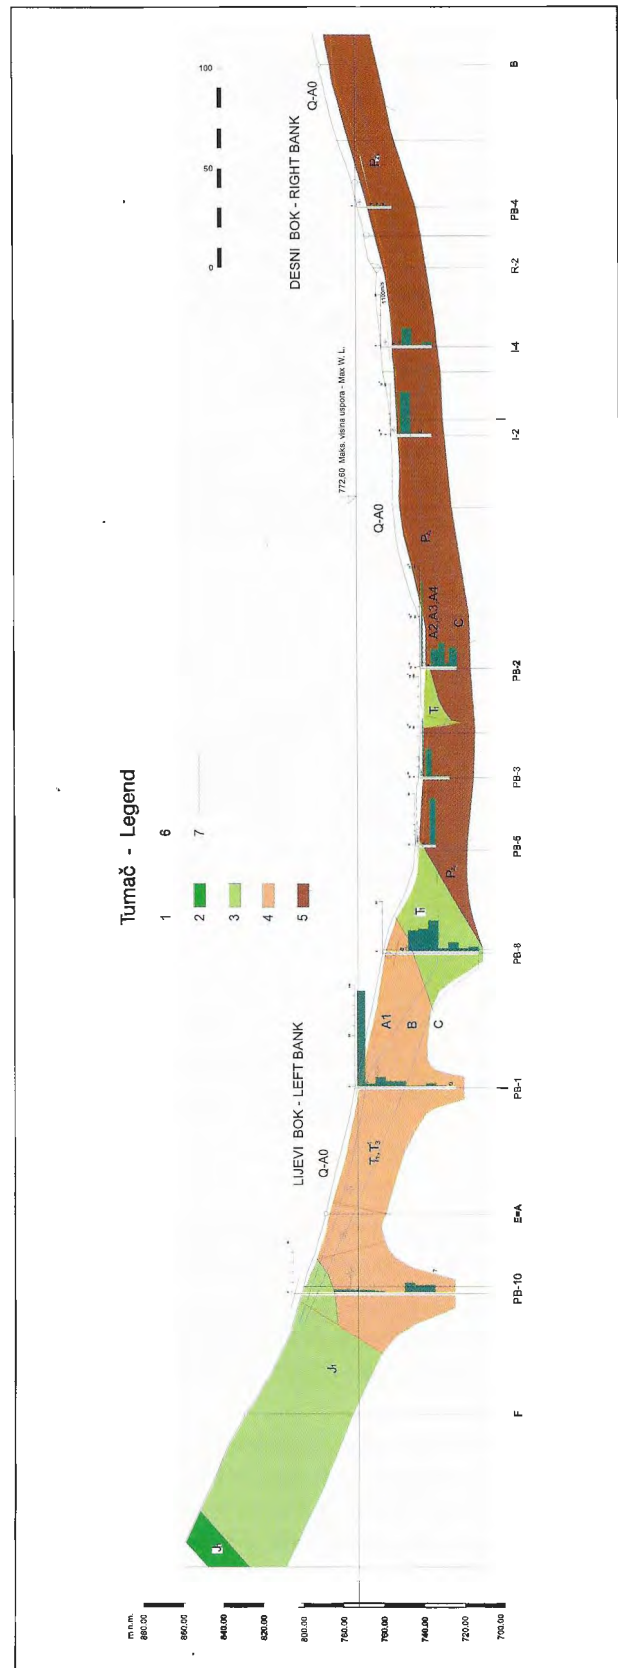 Tumač - Legend
1
2
3
4
5
6
7
100
50
0
LIJEVI BOK - LEFT BANK
DESNI BOK - RIGHT BANK
772,60 Maks. visina uspora - Max W. L.
Q-A0
Q-A0
Q-A0
J₁
A1
B
C
A2,A3,A4
C
m n.m.
880.00
840.00
820.00
800.00
760.00
740.00
720.00
700.00
F
PB-10
E=A
PB-1
PB-8
PB-5
PB-3
PB-2
I-2
I-4
R-2
PB-4
B